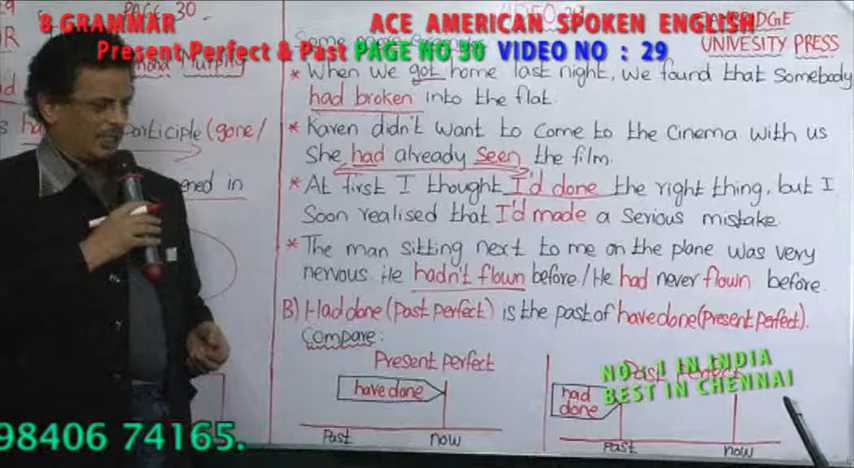 PAGE 30.
B GRAMMAR ACE AMERICAN SPOKEN ENGLISH
Present Perfect & Past PAGE NO 30 VIDEO NO : 29
UNIVESITY PRESS
* When we got home last night, we found that somebody
had broken into the flat.
* Karen didn't want to come to the cinema with us
She had already seen the film.
* At first I thought I'd done the right thing, but I
soon realised that I'd made a serious mistake.
* The man sitting next to me on the plane was very
nervous. He hadn't flown before/He had never flown before.
participle (gone/
ened in
B) Had done (Past perfect) is the past of have done (Present perfect).
Compare:
Present perfect
have done
Past now
had
done
Past now
NO : 1 IN INDIA
BEST IN CHENNAI
98406 74165.